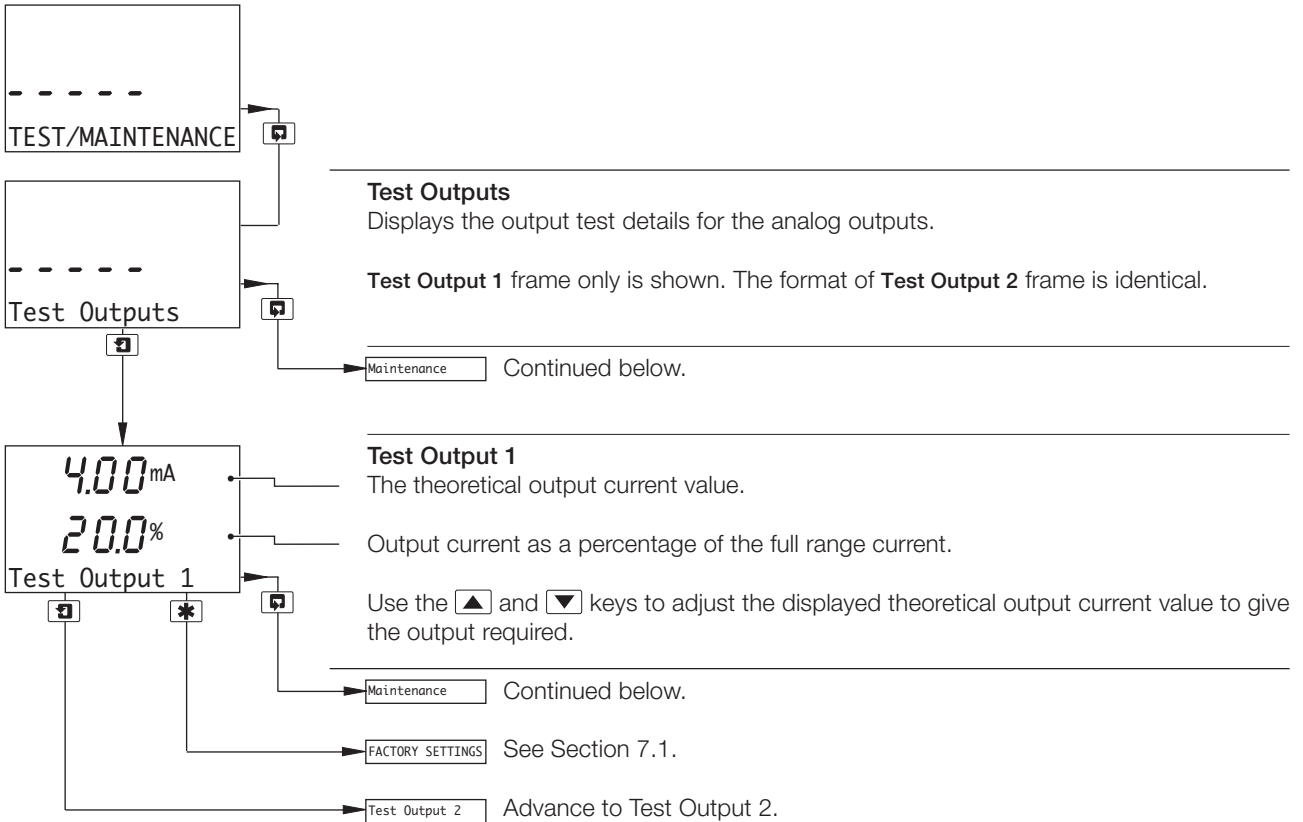 - - - - -
TEST/MAINTENANCE
- - - - -
Test Outputs
Test Outputs
Displays the output test details for the analog outputs.
Test Output 1 frame only is shown. The format of Test Output 2 frame is identical.
Maintenance Continued below.
4.00 mA
20.0 %
Test Output 1
Test Output 1
The theoretical output current value.
Output current as a percentage of the full range current.
Use the ▲ and ▼ keys to adjust the displayed theoretical output current value to give
the output required.
Maintenance Continued below.
FACTORY SETTINGS See Section 7.1.
Test Output 2 Advance to Test Output 2.